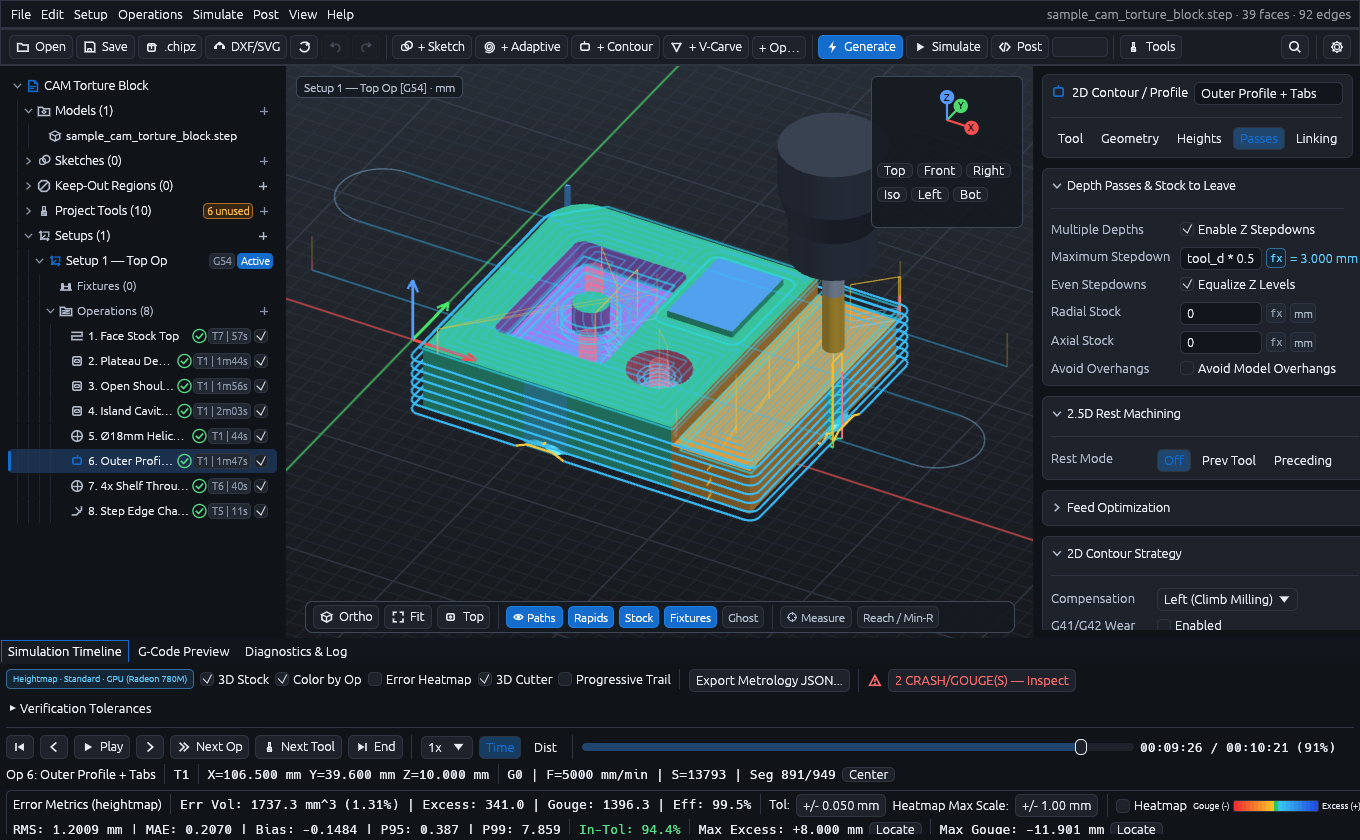 File Edit Setup Operations Simulate Post View Help
sample_cam_torture_block.step · 39 faces · 92 edges
Open Save .chipz DXF/SVG + Sketch + Adaptive + Contour + V-Carve + Op… Generate Simulate Post Tools
CAM Torture Block
Models (1) +
sample_cam_torture_block.step
Sketches (0) +
Keep-Out Regions (0) +
Project Tools (10) 6 unused +
Setups (1) +
Setup 1 — Top Op G54 Active
Fixtures (0)
Operations (8) +
1. Face Stock Top T7 | 57s
2. Plateau De… T1 | 1m44s
3. Open Shoul… T1 | 1m56s
4. Island Cavit… T1 | 2m03s
5. Ø18mm Helic… T1 | 44s
6. Outer Profi… T1 | 1m47s
7. 4x Shelf Throu… T6 | 40s
8. Step Edge Cha… T5 | 11s
Setup 1 — Top Op [G54] · mm
Z
Y
X
Top Front Right
Iso Left Bot
Ortho Fit Top Paths Rapids Stock Fixtures Ghost Measure Reach / Min-R
2D Contour / Profile Outer Profile + Tabs
Tool Geometry Heights Passes Linking
Depth Passes & Stock to Leave
Multiple Depths Enable Z Stepdowns
Maximum Stepdown tool_d * 0.5 fx = 3.000 mm
Even Stepdowns Equalize Z Levels
Radial Stock 0 fx mm
Axial Stock 0 fx mm
Avoid Overhangs Avoid Model Overhangs
2.5D Rest Machining
Rest Mode Off Prev Tool Preceding
Feed Optimization
2D Contour Strategy
Compensation Left (Climb Milling)
G41/G42 Wear Enabled
Simulation Timeline G-Code Preview Diagnostics & Log
Heightmap · Standard · GPU (Radeon 780M) 3D Stock Color by Op Error Heatmap 3D Cutter Progressive Trail Export Metrology JSON... 2 CRASH/GOUGE(S) — Inspect
Verification Tolerances
Play Next Op Next Tool End 1x Time Dist 00:09:26 / 00:10:21 (91%)
Op 6: Outer Profile + Tabs T1 X=106.500 mm Y=39.600 mm Z=10.000 mm G0 | F=5000 mm/min | S=13793 | Seg 891/949 Center
Error Metrics (heightmap) Err Vol: 1737.3 mm^3 (1.31%) | Excess: 341.0 | Gouge: 1396.3 | Eff: 99.5% Tol: +/- 0.050 mm Heatmap Max Scale: +/- 1.00 mm Heatmap Gouge (-) Excess (+)
RMS: 1.2009 mm | MAE: 0.2070 | Bias: -0.1484 | P95: 0.387 | P99: 7.859 In-Tol: 94.4% Max Excess: +8.000 mm Locate Max Gouge: -11.901 mm Locate